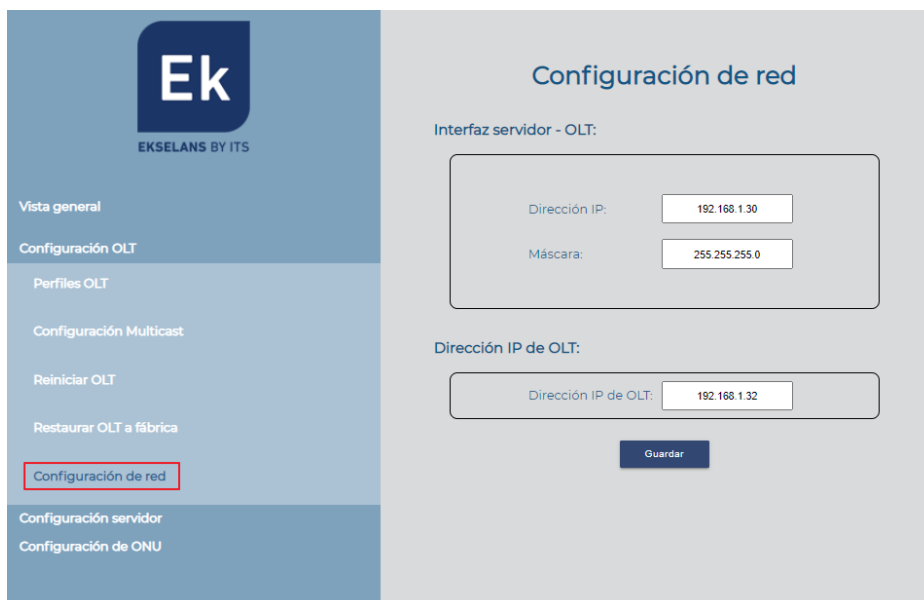 Ek
EKSELANS BY ITS
Vista general
Configuración OLT
Perfiles OLT
Configuración Multicast
Reiniciar OLT
Restaurar OLT a fábrica
Configuración de red
Configuración servidor
Configuración de ONU
Configuración de red
Interfaz servidor - OLT:
Dirección IP: 192.168.1.30
Máscara: 255.255.255.0
Dirección IP de OLT:
Dirección IP de OLT: 192.168.1.32
Guardar